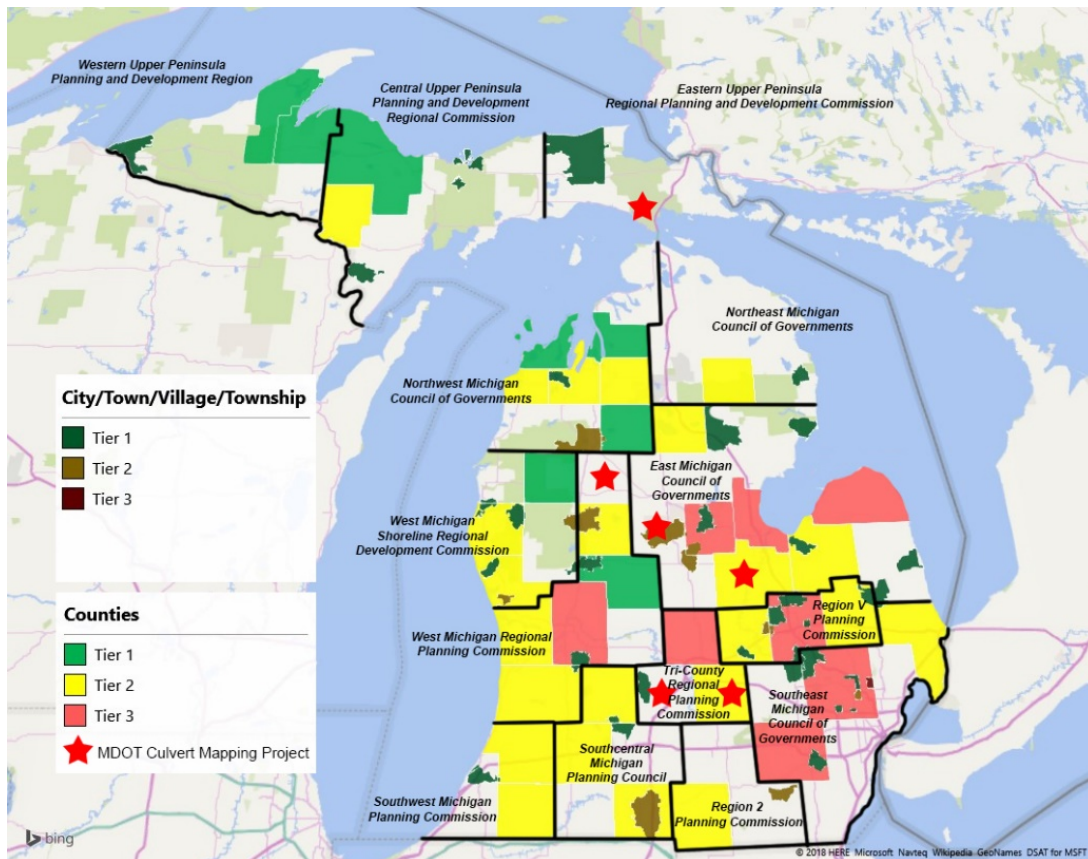 Western Upper Peninsula
Planning and Development Region
Central Upper Peninsula
Planning and Development
Regional Commission
Eastern Upper Peninsula
Regional Planning and Development Commission
Northeast Michigan
Council of Governments
Northwest Michigan
Council of Governments
City/Town/Village/Township
Tier 1
Tier 2
Tier 3
East Michigan
Council of
Governments
West Michigan
Shoreline Regional
Development Commission
Counties
Tier 1
Tier 2
Tier 3
MDOT Culvert Mapping Project
West Michigan Regional
Planning Commission
Region V
Planning
Commission
Tri-County
Regional
Planning
Commission
Southeast
Michigan
Council of
Governments
Southcentral
Michigan
Planning Council
Southwest Michigan
Planning Commission
Region 2
Planning Commission
bing
© 2018 HERE Microsoft Navteq Wikipedia GeoNames DSAT for MSFT